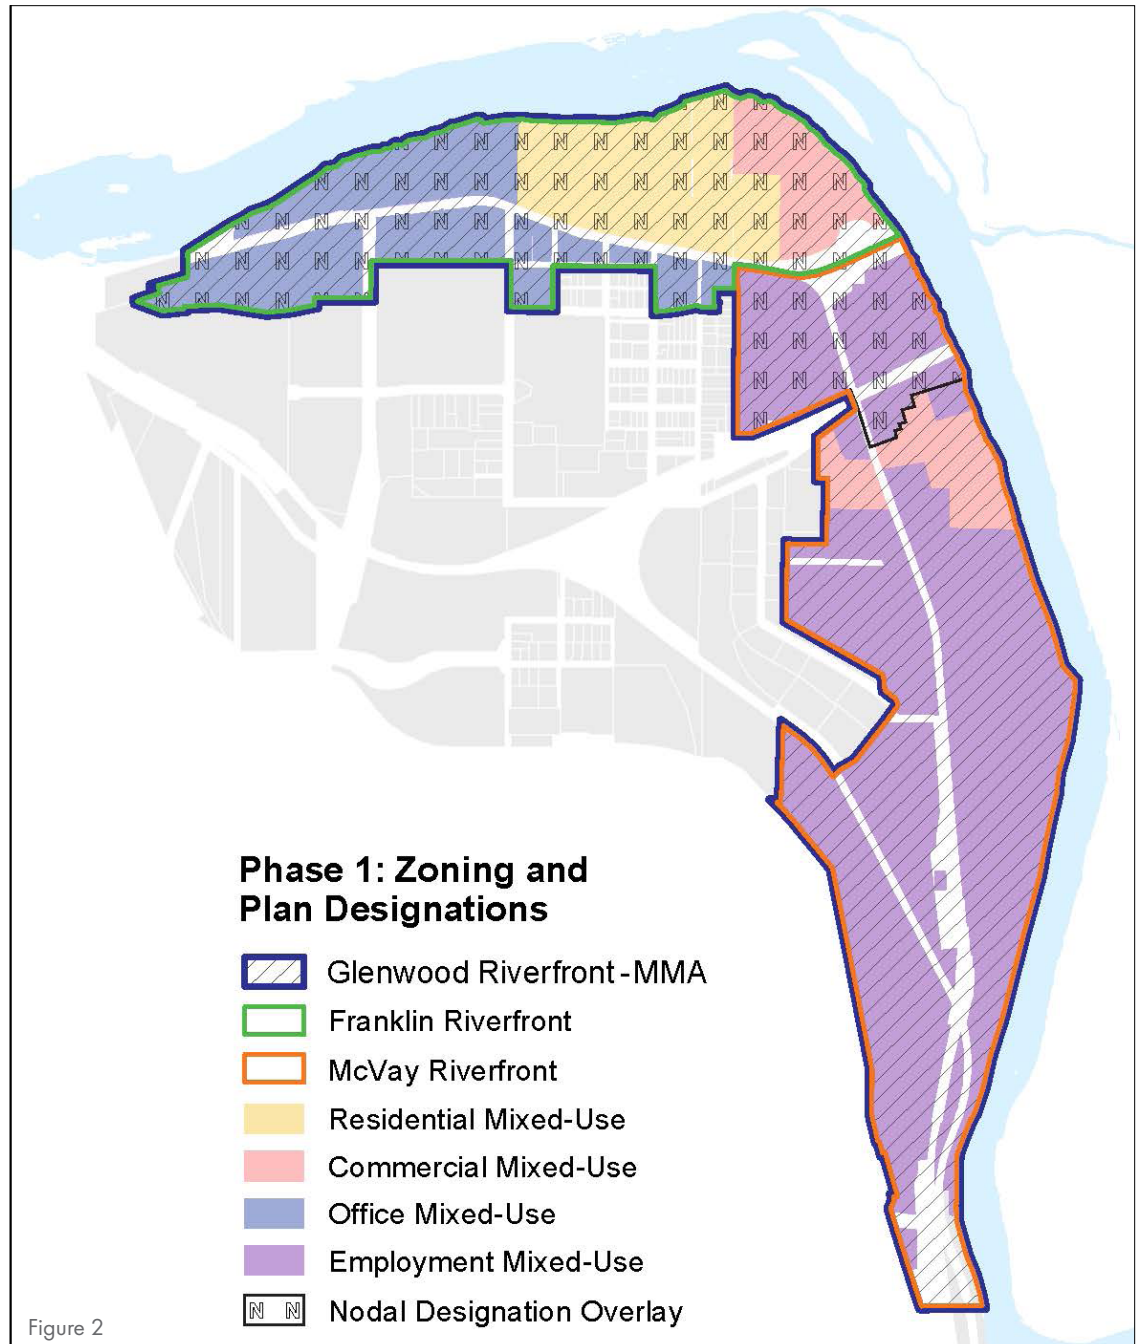 Phase 1: Zoning and
Plan Designations
Glenwood Riverfront-MMA
Franklin Riverfront
McVay Riverfront
Residential Mixed-Use
Commercial Mixed-Use
Office Mixed-Use
Employment Mixed-Use
N N Nodal Designation Overlay
Figure 2